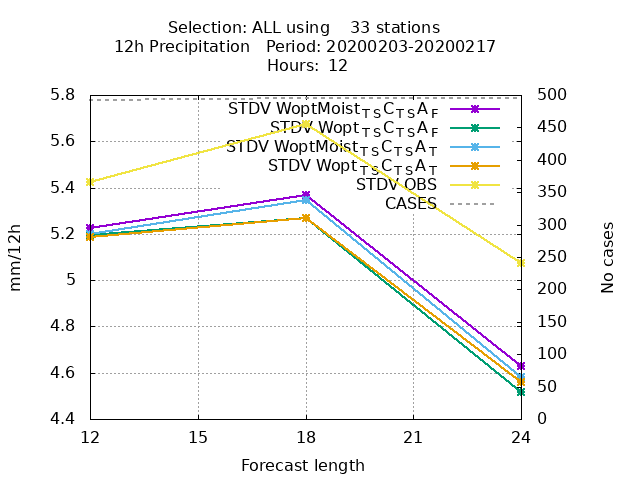 Selection: ALL using    33 stations
12h Precipitation   Period: 20200203-20200217
Hours: 12
5.8
5.6
5.4
5.2
5
4.8
4.6
4.4
mm/12h
STDV WoptMoist_TS C_TS A_F
STDV Wopt_TS C_TS A_F
STDV WoptMoist_TS C_TS A_T
STDV Wopt_TS C_TS A_T
STDV OBS
CASES
500
450
400
350
300
250
200
150
100
50
0
No cases
12 15 18 21 24
Forecast length